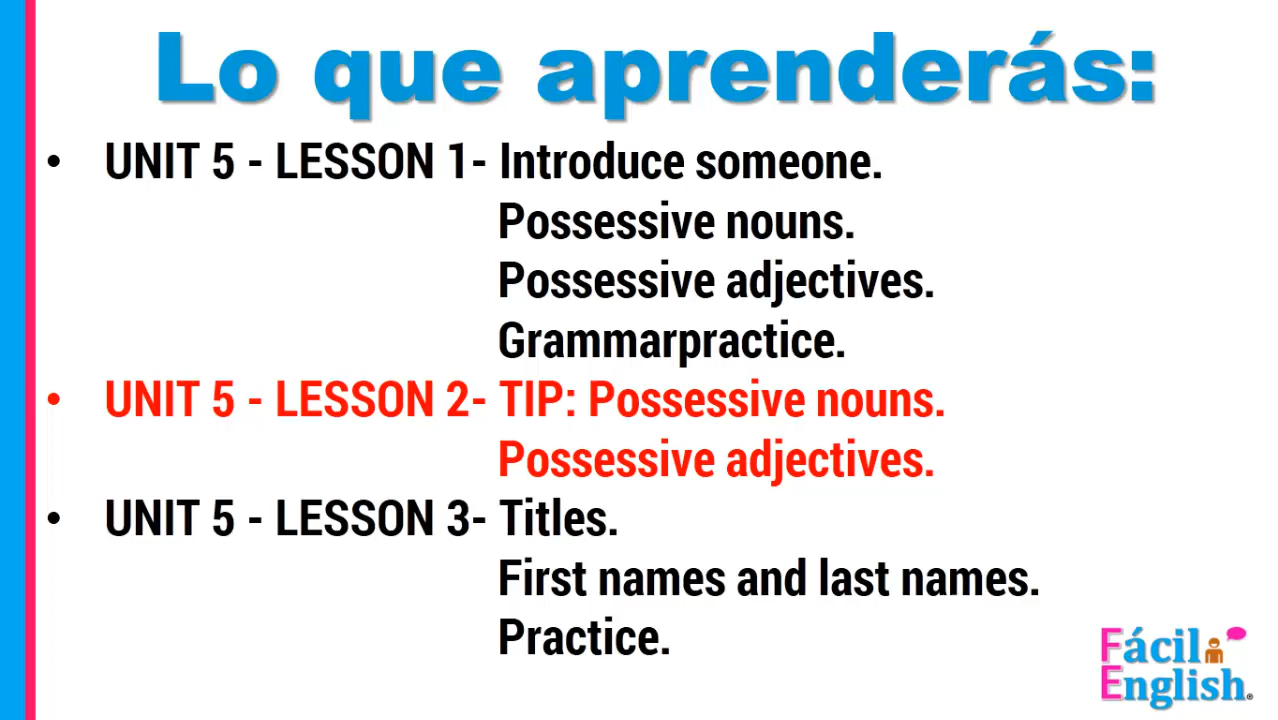 Lo que aprenderás:
• UNIT 5 - LESSON 1- Introduce someone.
Possessive nouns.
Possessive adjectives.
Grammarpractice.
• UNIT 5 - LESSON 2- TIP: Possessive nouns.
Possessive adjectives.
• UNIT 5 - LESSON 3- Titles.
First names and last names.
Practice.
Fácil
English®